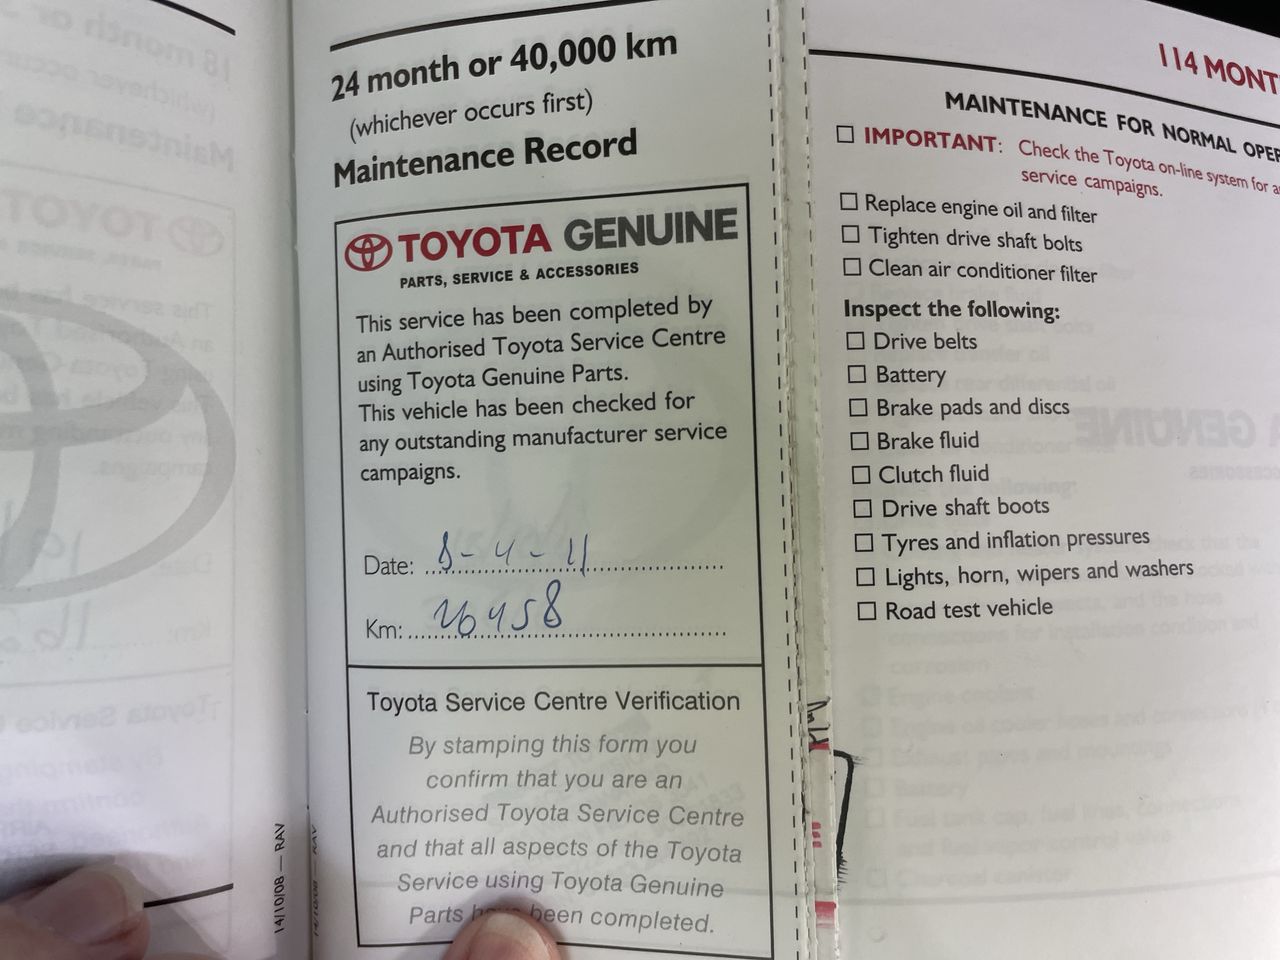 24 month or 40,000 km
(whichever occurs first)
Maintenance Record
TOYOTA GENUINE
PARTS, SERVICE & ACCESSORIES
This service has been completed by
an Authorised Toyota Service Centre
using Toyota Genuine Parts.
This vehicle has been checked for
any outstanding manufacturer service
campaigns.
Date: 8-4-11
Km: 26458
Toyota Service Centre Verification
By stamping this form you
confirm that you are an
Authorised Toyota Service Centre
and that all aspects of the Toyota
Service using Toyota Genuine
Parts have been completed.
14/10/08 — RAV
114 MONT
MAINTENANCE FOR NORMAL OPER
☐ IMPORTANT: Check the Toyota on-line system for a
service campaigns.
☐ Replace engine oil and filter
☐ Tighten drive shaft bolts
☐ Clean air conditioner filter
Inspect the following:
☐ Drive belts
☐ Battery
☐ Brake pads and discs
☐ Brake fluid
☐ Clutch fluid
☐ Drive shaft boots
☐ Tyres and inflation pressures
☐ Lights, horn, wipers and washers
☐ Road test vehicle